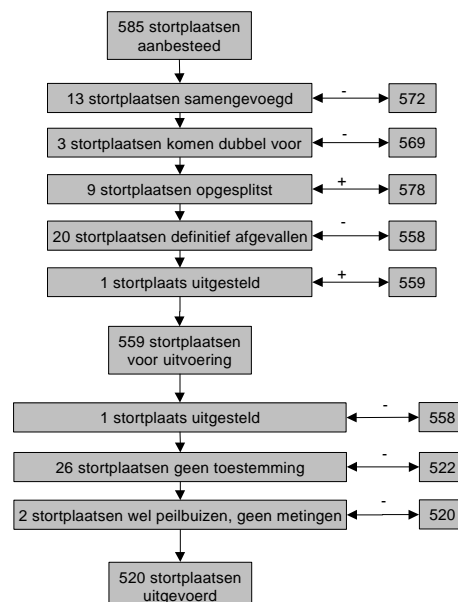 585 stortplaatsen
aanbesteed
13 stortplaatsen samengevoegd
-
572
3 stortplaatsen komen dubbel voor
-
569
9 stortplaatsen opgesplitst
+
578
20 stortplaatsen definitief afgevallen
-
558
1 stortplaats uitgesteld
+
559
559 stortplaatsen
voor uitvoering
1 stortplaats uitgesteld
-
558
26 stortplaatsen geen toestemming
-
522
2 stortplaatsen wel peilbuizen, geen metingen
-
520
520 stortplaatsen
uitgevoerd